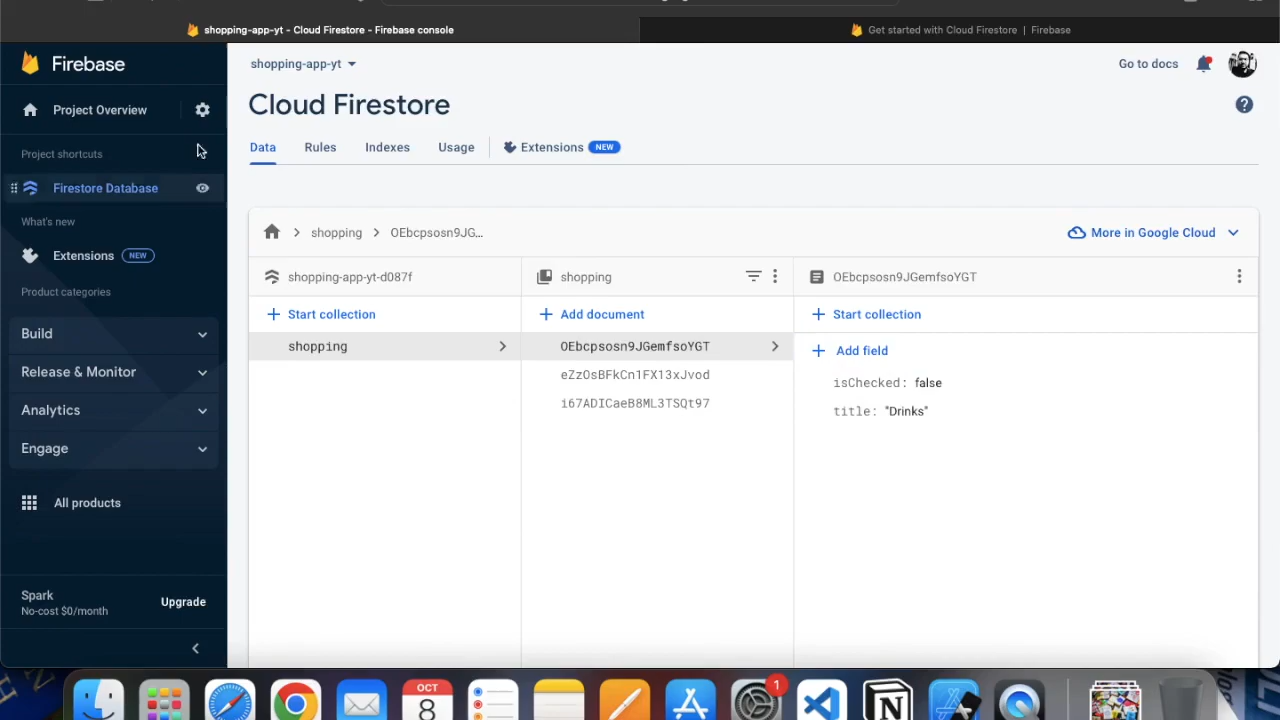 shopping-app-yt - Cloud Firestore - Firebase console
Get started with Cloud Firestore | Firebase
Firebase
shopping-app-yt
Go to docs
Project Overview
Cloud Firestore
Data
Rules
Indexes
Usage
Extensions
NEW
Project shortcuts
Firestore Database
What's new
Extensions
NEW
Product categories
Build
Release & Monitor
Analytics
Engage
All products
Spark
No-cost $0/month
Upgrade
shopping
OEbcpsosn9JG...
More in Google Cloud
shopping-app-yt-d087f
Start collection
shopping
shopping
Add document
OEbcpsosn9JGemfsoYGT
eZzOsBFkCn1FX13xJvod
i67ADICaeB8ML3TSQt97
OEbcpsosn9JGemfsoYGT
Start collection
Add field
isChecked: false
title: "Drinks"
OCT
8
1